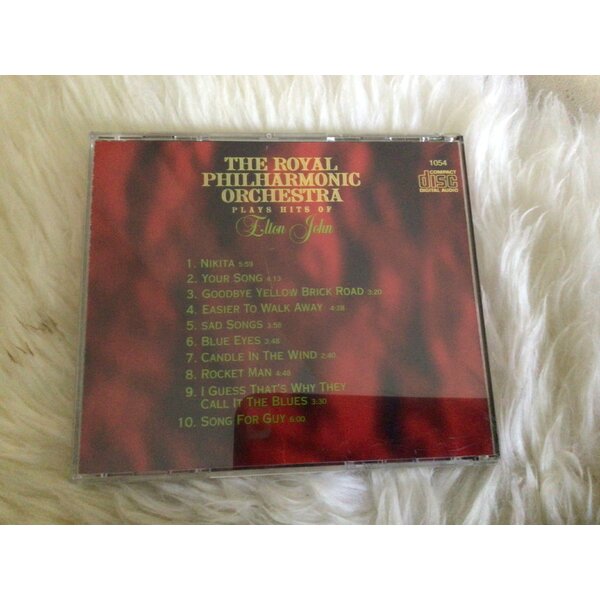 THE ROYAL
PHILHARMONIC
ORCHESTRA
PLAYS HITS OF
Elton John
1054
COMPACT
disc
DIGITAL AUDIO
1. NIKITA 5:59
2. YOUR SONG 4:13
3. GOODBYE YELLOW BRICK ROAD 3:20
4. EASIER TO WALK AWAY 4:28
5. SAD SONGS 3:56
6. BLUE EYES 3:48
7. CANDLE IN THE WIND 2:40
8. ROCKET MAN 4:48
9. I GUESS THAT'S WHY THEY
CALL IT THE BLUES 3:30
10. SONG FOR GUY 6:00